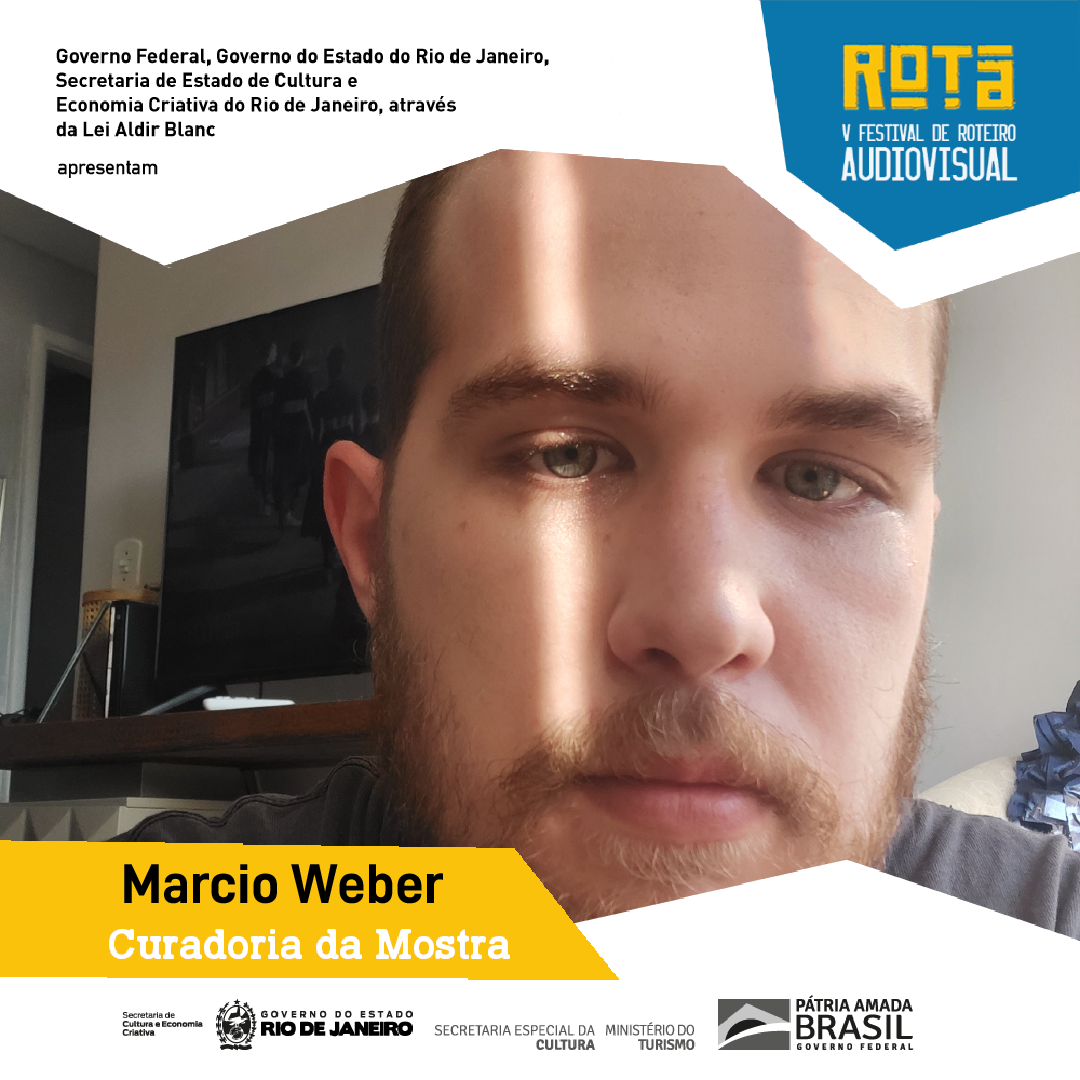 Governo Federal, Governo do Estado do Rio de Janeiro,
Secretaria de Estado de Cultura e
Economia Criativa do Rio de Janeiro, através
da Lei Aldir Blanc
apresentam
ROTA
V FESTIVAL DE ROTEIRO
AUDIOVISUAL
Marcio Weber
Curadoria da Mostra
Secretaria de
Cultura e Economia
Criativa
GOVERNO DO ESTADO
RIO DE JANEIRO
SECRETARIA ESPECIAL DA
CULTURA
MINISTÉRIO DO
TURISMO
PÁTRIA AMADA
BRASIL
GOVERNO FEDERAL